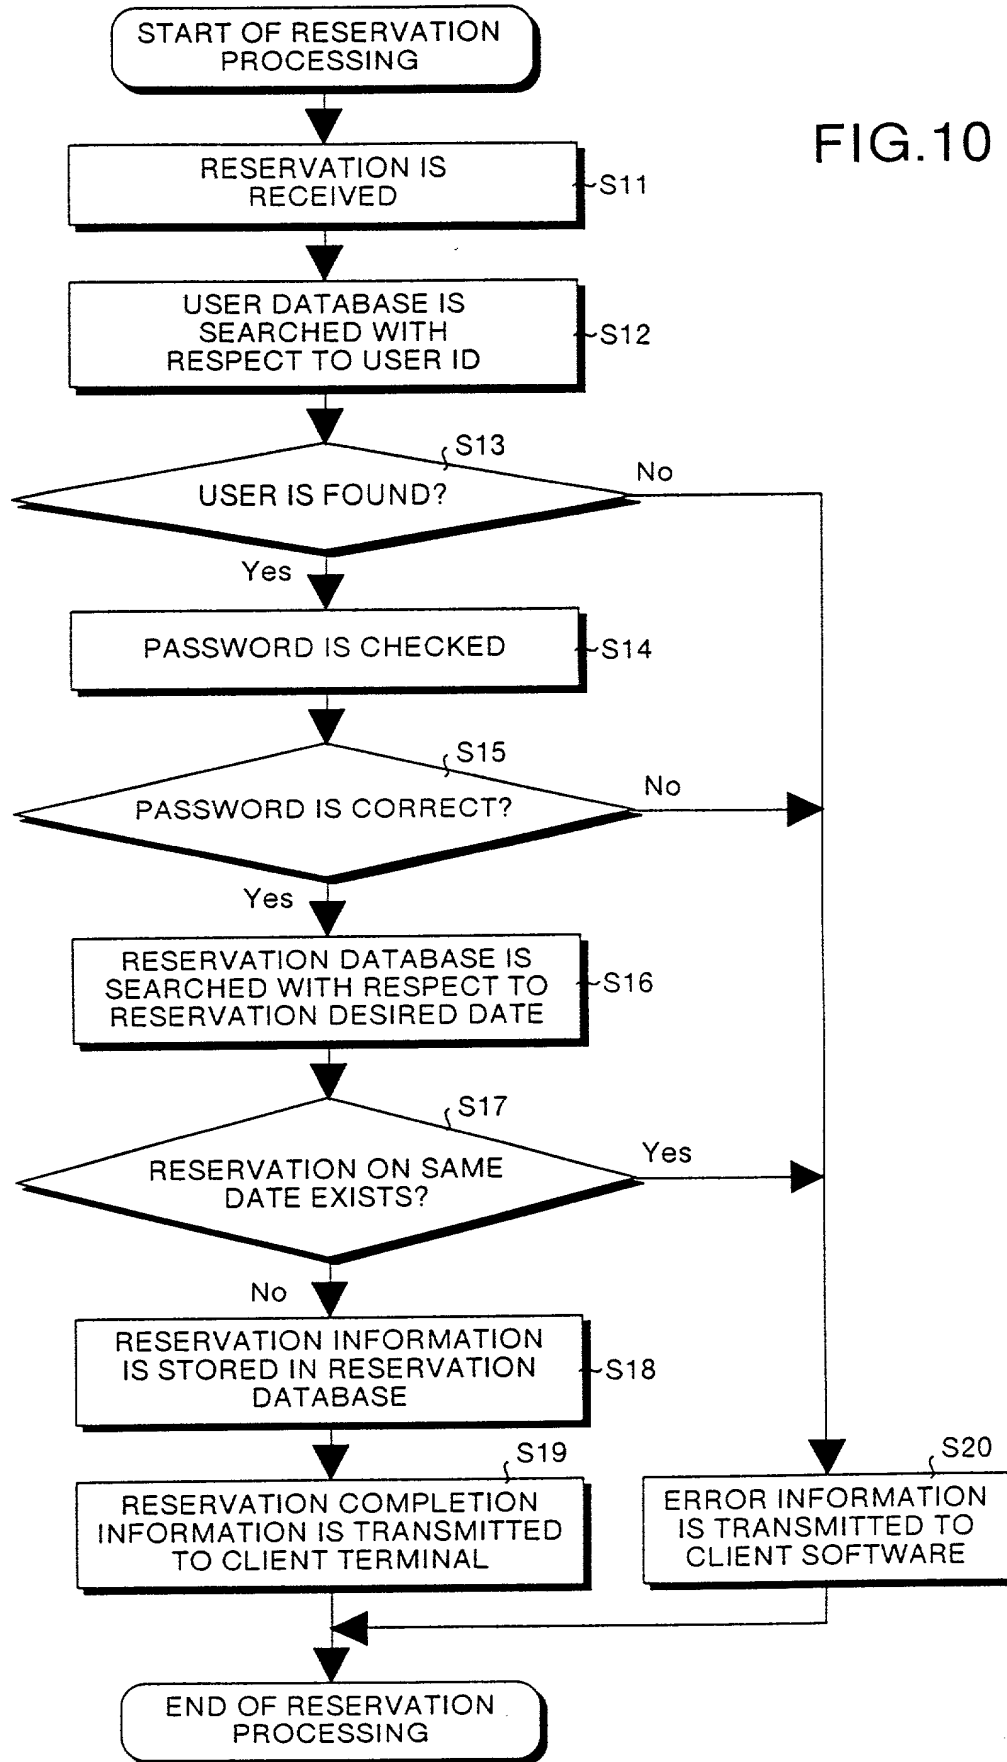 START OF RESERVATION
PROCESSING
FIG.10
RESERVATION IS
RECEIVED
S11
USER DATABASE IS
SEARCHED WITH
RESPECT TO USER ID
S12
S13
USER IS FOUND?
No
Yes
PASSWORD IS CHECKED
S14
S15
PASSWORD IS CORRECT?
No
Yes
RESERVATION DATABASE IS
SEARCHED WITH RESPECT TO
RESERVATION DESIRED DATE
S16
S17
RESERVATION ON SAME
DATE EXISTS?
Yes
No
RESERVATION INFORMATION
IS STORED IN RESERVATION
DATABASE
S18
S19
RESERVATION COMPLETION
INFORMATION IS TRANSMITTED
TO CLIENT TERMINAL
S20
ERROR INFORMATION
IS TRANSMITTED TO
CLIENT SOFTWARE
END OF RESERVATION
PROCESSING